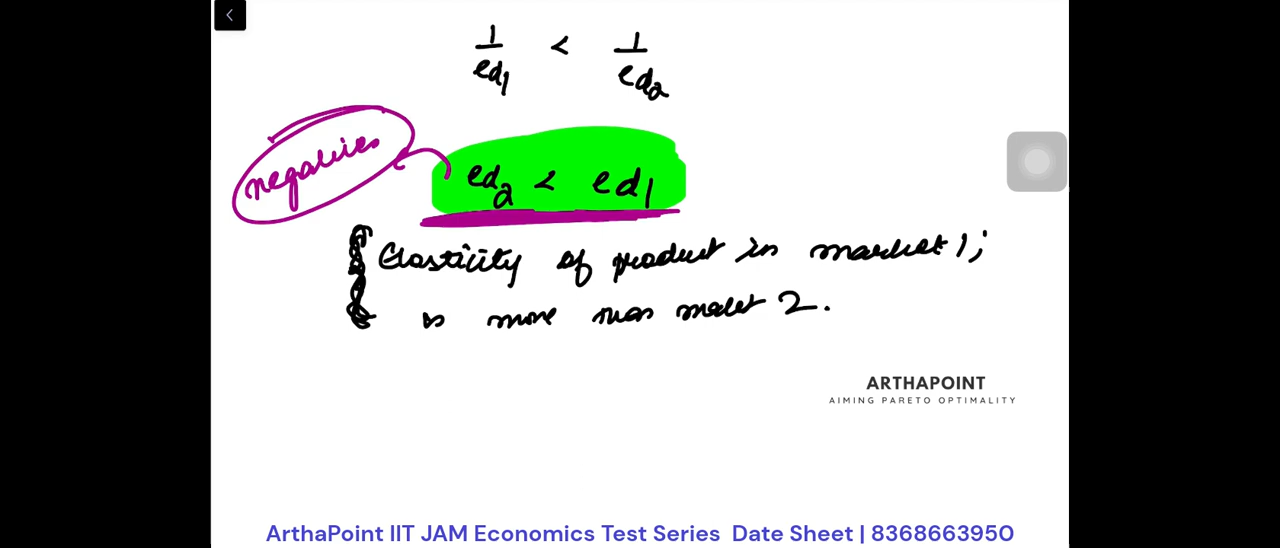 1/ed1 < 1/ed2
negatives
ed2 < ed1
Elasticity of product in market 1;
is more than market 2.
ARTHAPOINT
AIMING PARETO OPTIMALITY
ArthaPoint IIT JAM Economics Test Series Date Sheet | 8368663950